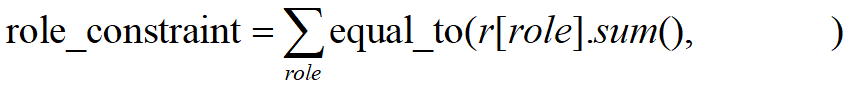 role_constraint = ∑_{role} equal_to(r[role].sum(), )